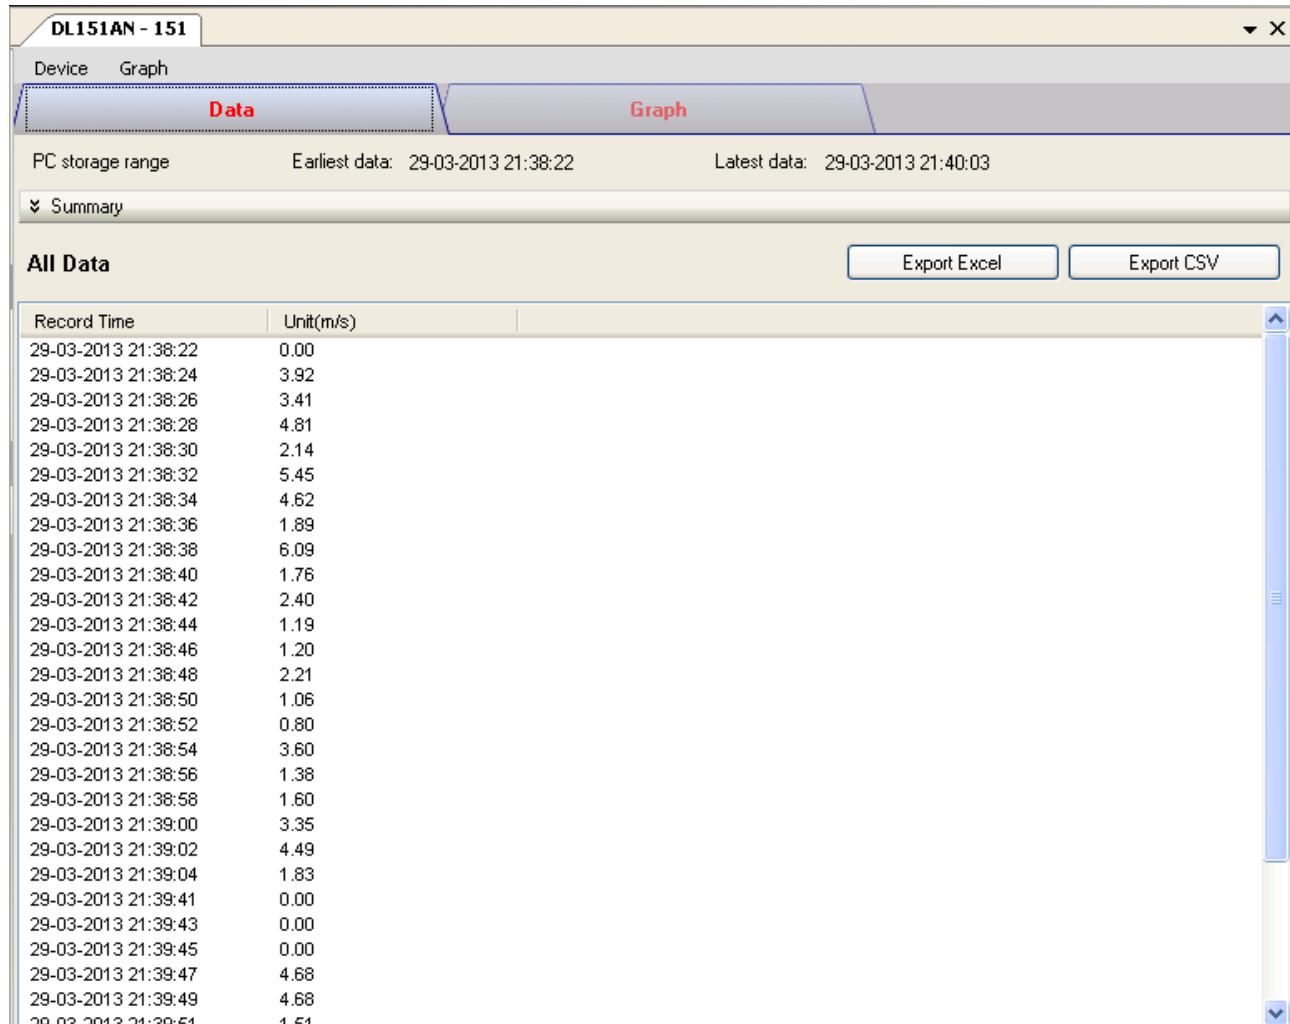 DL151AN - 151
Device Graph
Data Graph
PC storage range Earliest data: 29-03-2013 21:38:22 Latest data: 29-03-2013 21:40:03
Summary
All Data Export Excel Export CSV
Record Time Unit(m/s)
29-03-2013 21:38:22 0.00
29-03-2013 21:38:24 3.92
29-03-2013 21:38:26 3.41
29-03-2013 21:38:28 4.81
29-03-2013 21:38:30 2.14
29-03-2013 21:38:32 5.45
29-03-2013 21:38:34 4.62
29-03-2013 21:38:36 1.89
29-03-2013 21:38:38 6.09
29-03-2013 21:38:40 1.76
29-03-2013 21:38:42 2.40
29-03-2013 21:38:44 1.19
29-03-2013 21:38:46 1.20
29-03-2013 21:38:48 2.21
29-03-2013 21:38:50 1.06
29-03-2013 21:38:52 0.80
29-03-2013 21:38:54 3.60
29-03-2013 21:38:56 1.38
29-03-2013 21:38:58 1.60
29-03-2013 21:39:00 3.35
29-03-2013 21:39:02 4.49
29-03-2013 21:39:04 1.83
29-03-2013 21:39:41 0.00
29-03-2013 21:39:43 0.00
29-03-2013 21:39:45 0.00
29-03-2013 21:39:47 4.68
29-03-2013 21:39:49 4.68
29-03-2013 21:39:51 1.51